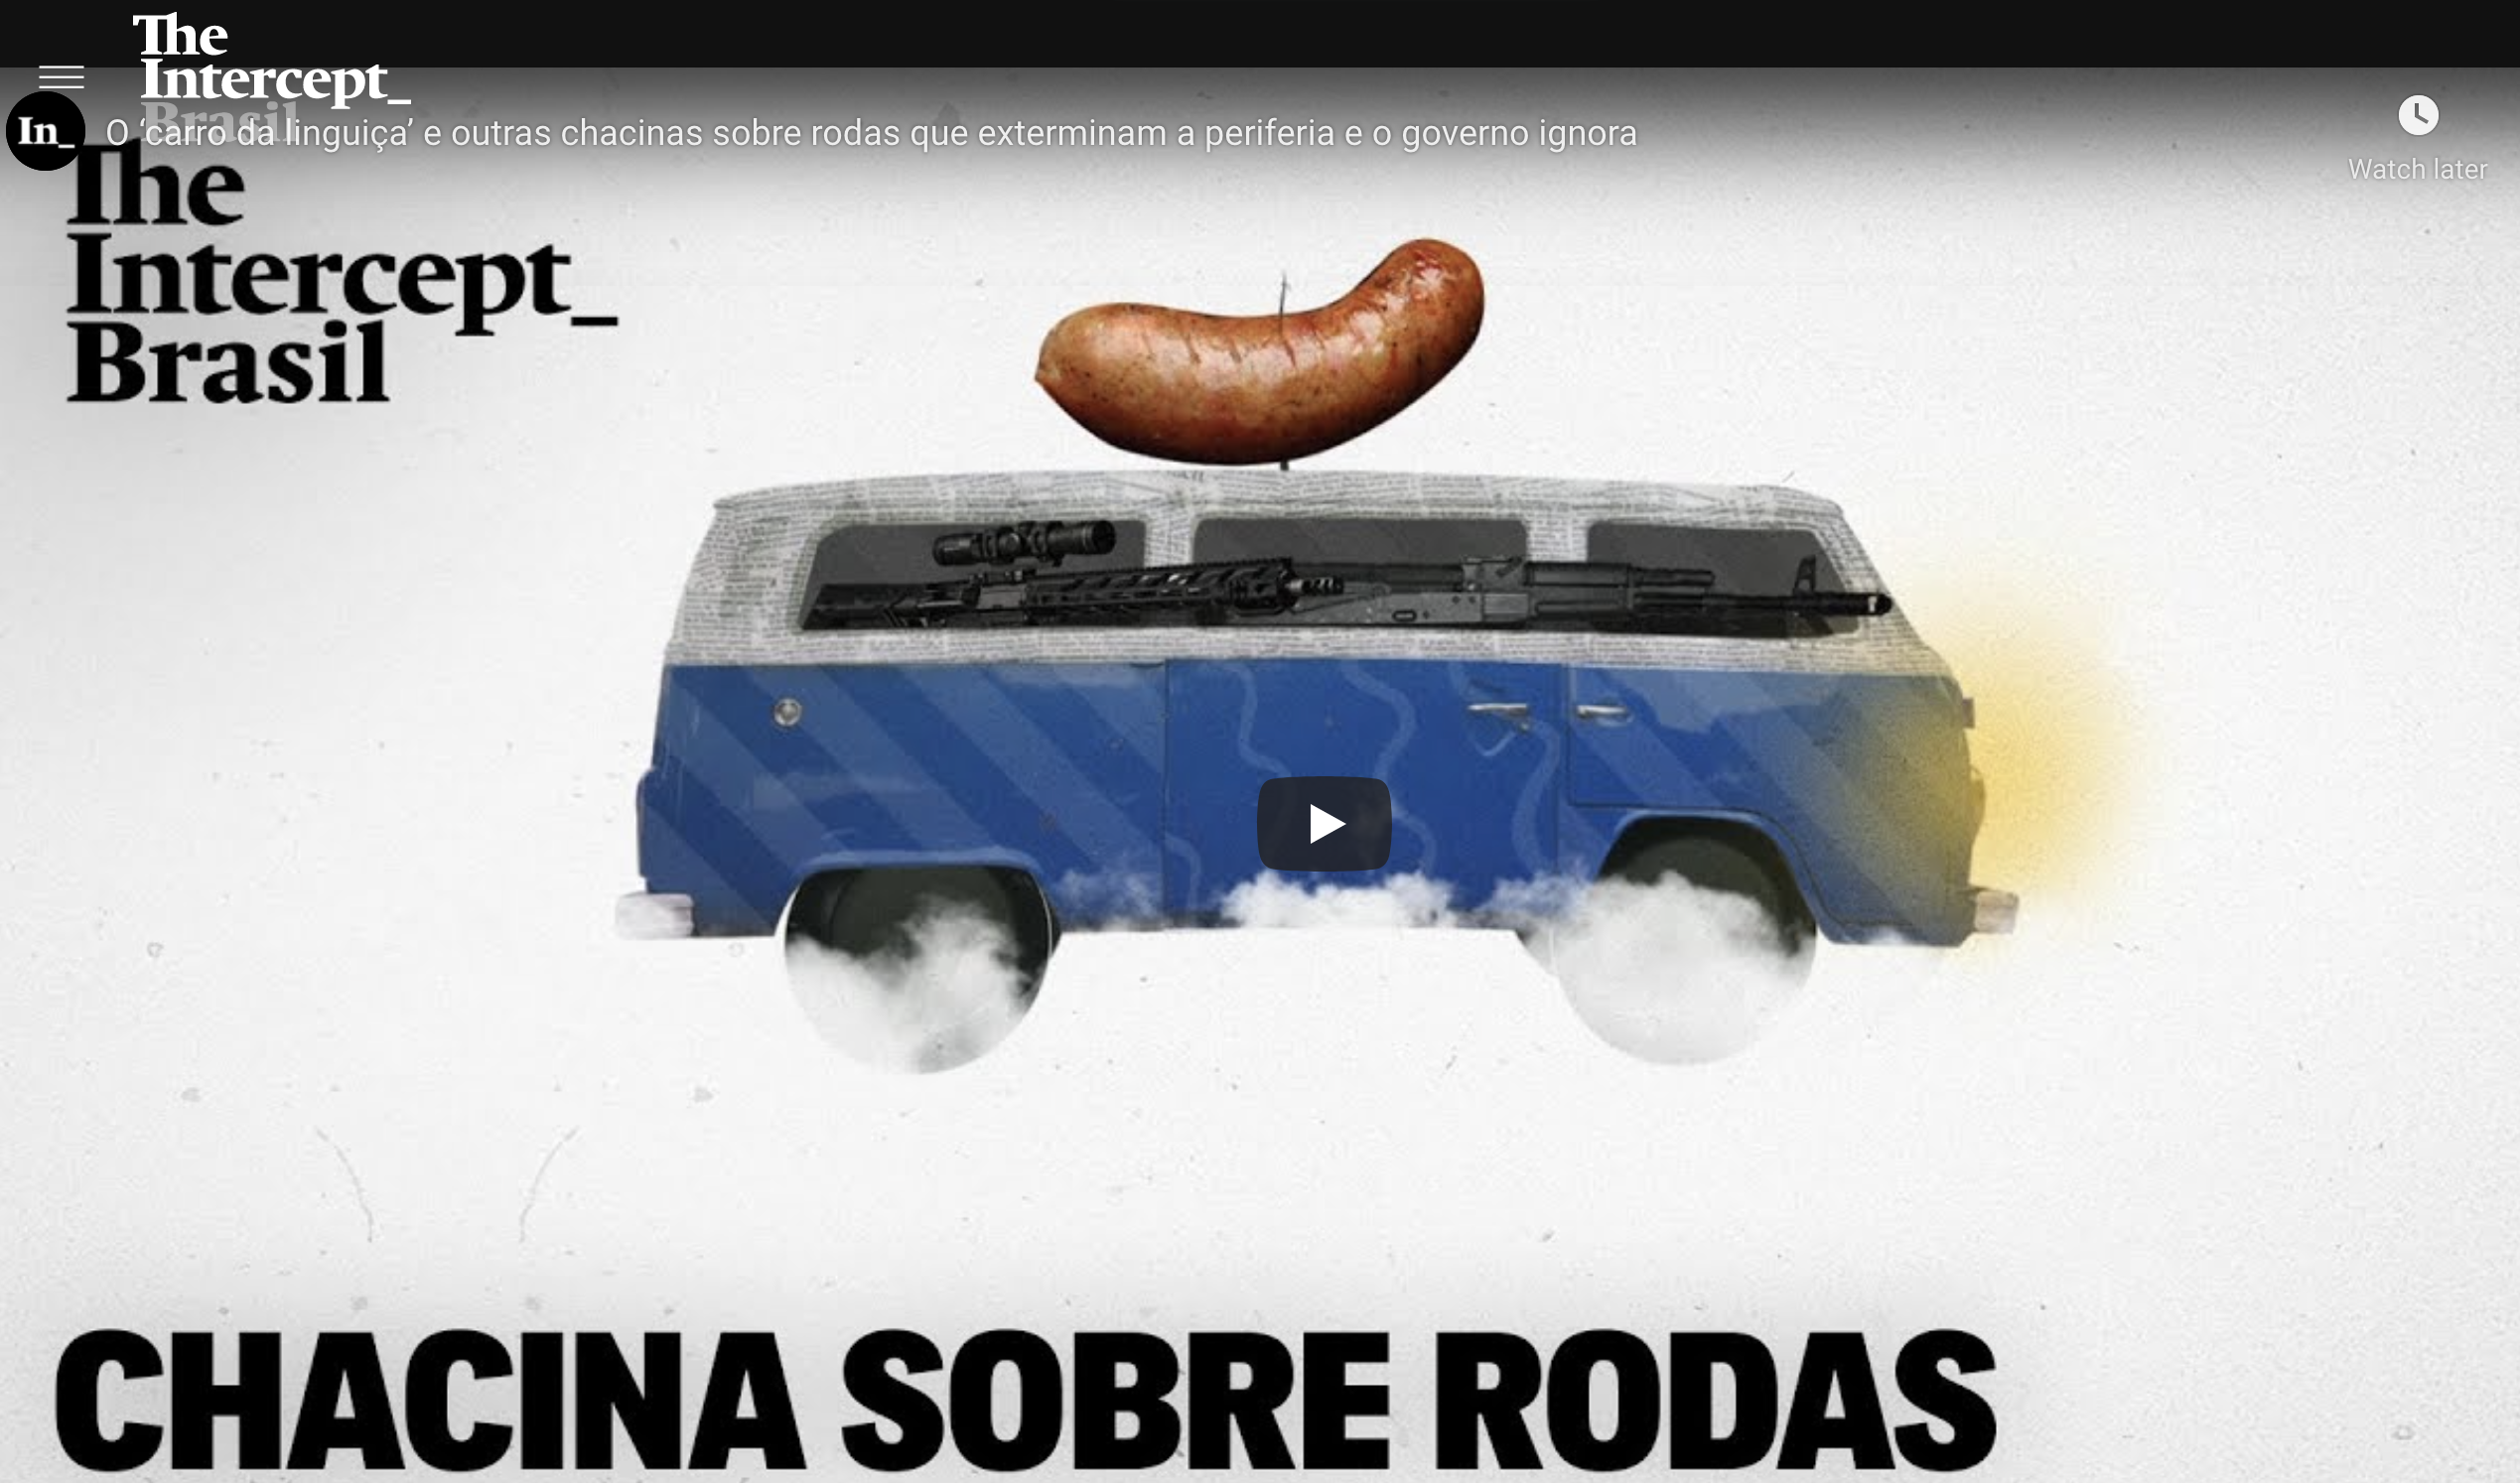 The
Intercept_
Brasil
In_
O ‘carro da linguiça’ e outras chacinas sobre rodas que exterminam a periferia e o governo ignora
Watch later
The
Intercept_
Brasil
CHACINA SOBRE RODAS